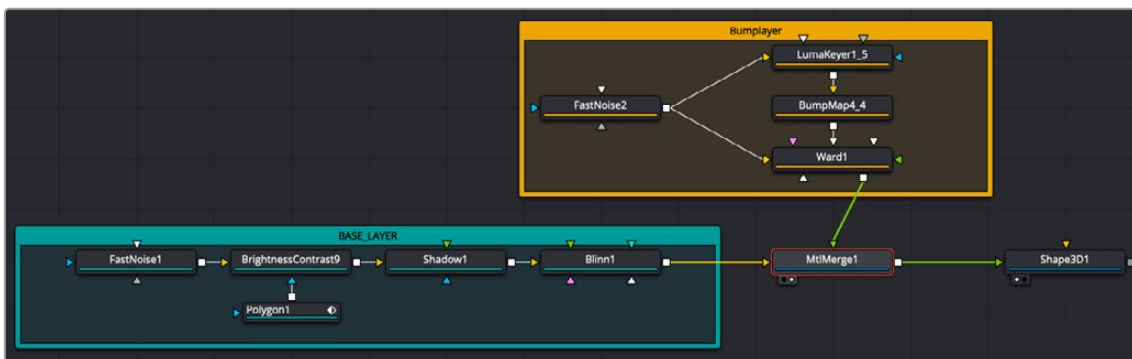 Bumplayer
LumaKeyer1_5
FastNoise2
BumpMap4_4
Ward1
BASE_LAYER
FastNoise1
BrightnessContrast9
Shadow1
Blinn1
MtlMerge1
Shape3D1
Polygon1